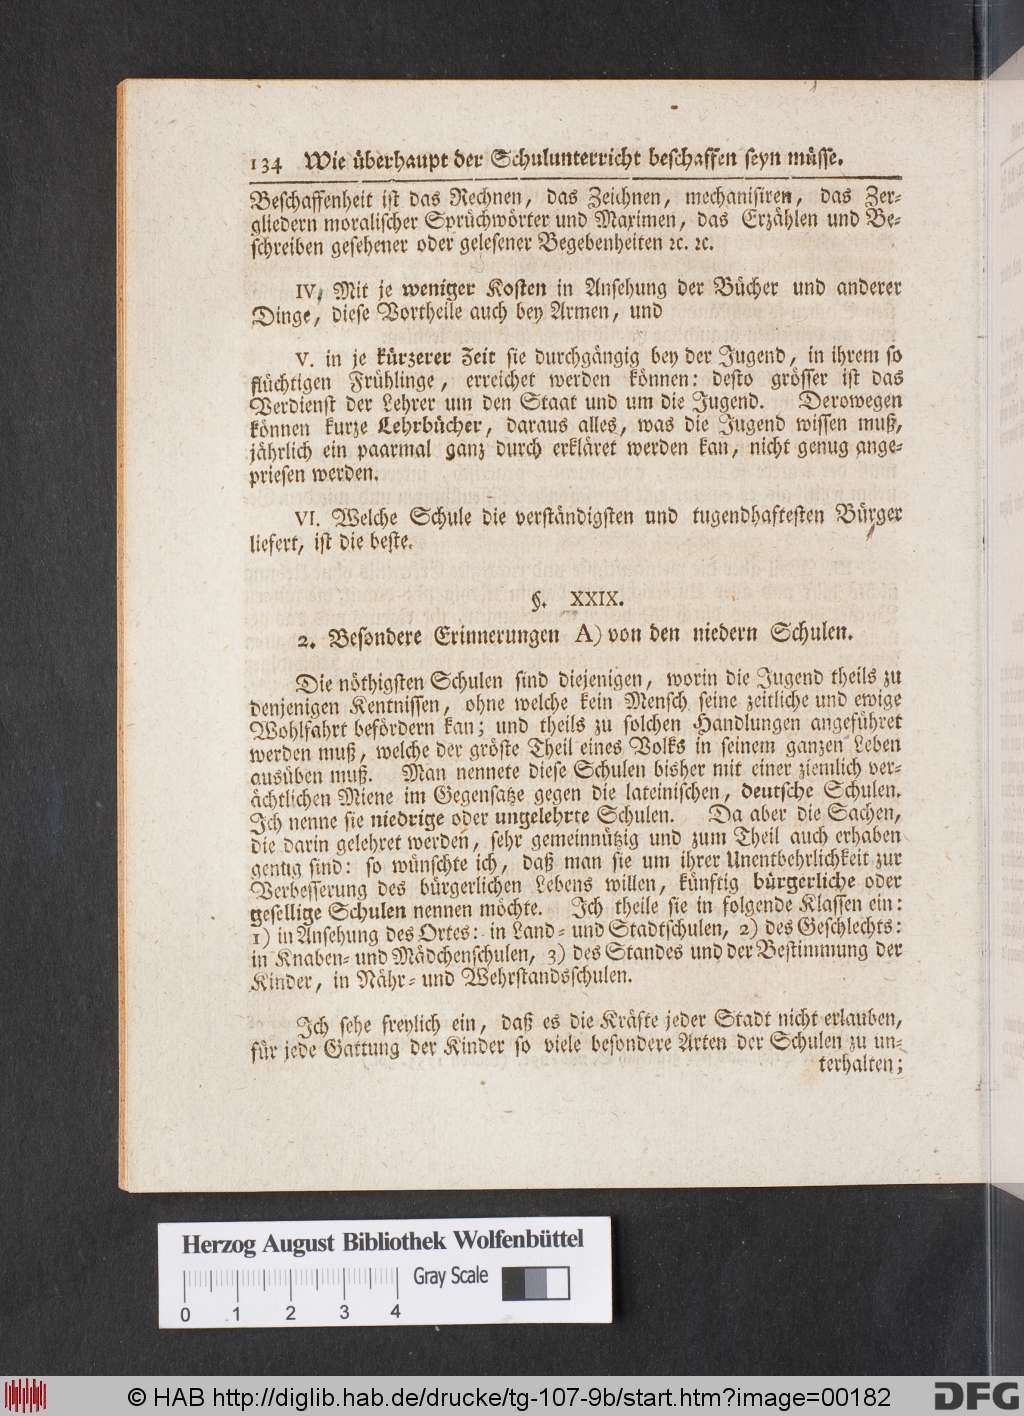 134 Wie überhaupt der Schulunterricht beschaffen seyn müsse.
Beschaffenheit ist das Rechnen, das Zeichnen, mechanisiren, das Zer-
gliedern moralischer Sprüchwörter und Maximen, das Erzählen und Be-
schreiben gesehener oder gelesener Begebenheiten ꝛc. ꝛc.
IV. Mit je weniger Kosten in Ansehung der Bücher und anderer
Dinge, diese Vortheile auch bey Armen, und
V. in je kürzerer Zeit sie durchgängig bey der Jugend, in ihrem so
flüchtigen Frühlinge, erreichet werden können: desto grösser ist das
Verdienst der Lehrer um den Staat und um die Jugend. Derowegen
können kurze Lehrbücher, daraus alles, was die Jugend wissen muß,
jährlich ein paarmal ganz durch erkläret werden kan, nicht genug ange-
priesen werden.
VI. Welche Schule die verständigsten und tugendhaftesten Bürger
liefert, ist die beste.
§. XXIX.
2. Besondere Erinnerungen A) von den niedern Schulen.
Die nöthigsten Schulen sind diejenigen, worin die Jugend theils zu
denjenigen Kentnissen, ohne welche kein Mensch seine zeitliche und ewige
Wohlfahrt befördern kan; und theils zu solchen Handlungen angeführet
werden muß, welche der gröste Theil eines Volks in seinem ganzen Leben
ausüben muß. Man nennete diese Schulen bisher mit einer ziemlich ver-
ächtlichen Miene im Gegensatze gegen die lateinischen, deutsche Schulen.
Ich nenne sie niedrige oder ungelehrte Schulen. Da aber die Sachen,
die darin gelehret werden, sehr gemeinnützig und zum Theil auch erhaben
genug sind: so wünschte ich, daß man sie um ihrer Unentbehrlichkeit zur
Verbesserung des bürgerlichen Lebens willen, künftig bürgerliche oder
gesellige Schulen nennen möchte. Ich theile sie in folgende Klassen ein:
1) in Ansehung des Ortes: in Land- und Stadtschulen, 2) des Geschlechts:
in Knaben- und Mädchenschulen, 3) des Standes und der Bestimmung der
Kinder, in Nähr- und Wehrstandsschulen.
Ich sehe freylich ein, daß es die Kräfte jeder Stadt nicht erlauben,
für jede Gattung der Kinder so viele besondere Arten der Schulen zu un-
terhalten;
Herzog August Bibliothek Wolfenbüttel
Gray Scale
0 1 2 3 4
© HAB http://diglib.hab.de/drucke/tg-107-9b/start.htm?image=00182
DFG